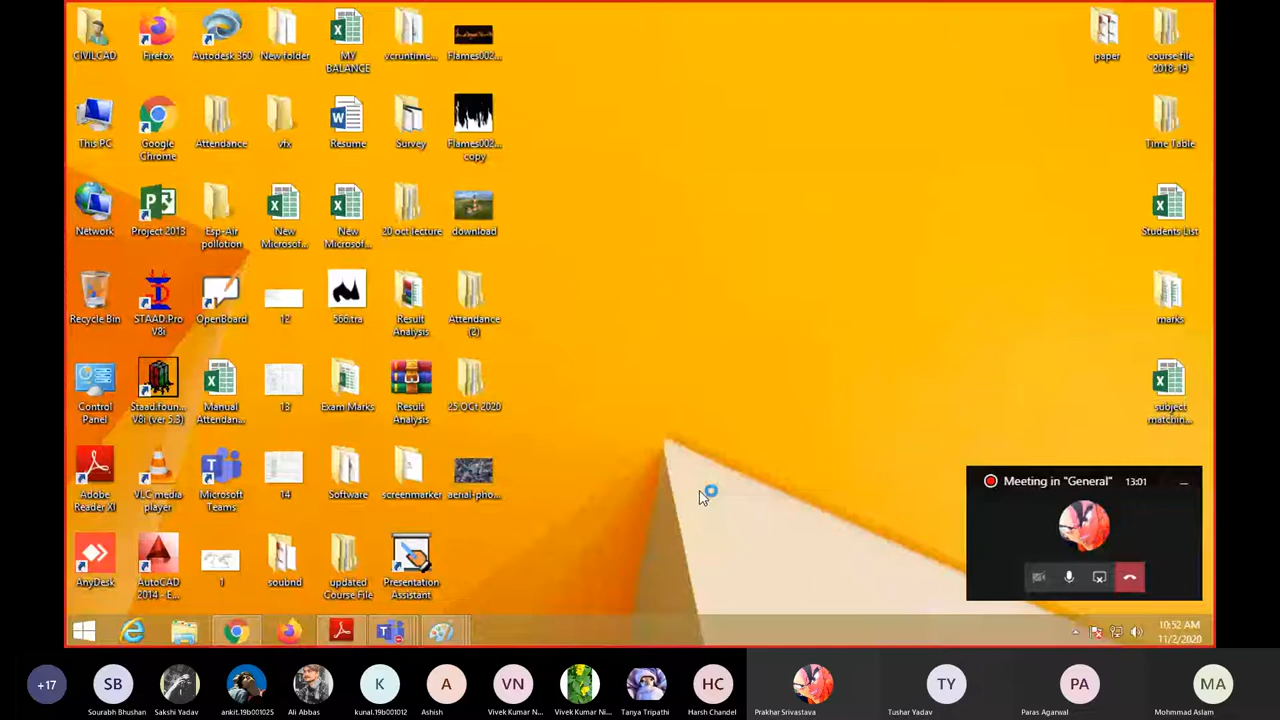 CIVILCAD
Firefox
Autodesk 360
New folder
MY BALANCE
vcruntime...
Flames002...
paper
course file 2018-19
This PC
Google Chrome
Attendance
vfx
Resume
Survey
Flames002... copy
Time Table
Network
Project 2013
Esp-Air pollotion
New Microsof...
New Microsof...
20 oct lecture
download
Students List
Recycle Bin
STAAD.Pro V8i
OpenBoard
12
566.tra
Result Analysis
Attendance (2)
marks
Control Panel
Staad.foun... V8i (ver 5.3)
Manual Attendan...
13
Exam Marks
Result Analysis
25 Oct 2020
subject matchin...
Adobe Reader XI
VLC media player
Microsoft Teams
14
Software
screenmarker
aerial-pho...
Meeting in "General"
13:01
AnyDesk
AutoCAD 2014 - E...
1
soubnd
updated Course File
Presentation Assistant
10:52 AM
11/2/2020
+17
SB
K
A
VN
HC
TY
PA
MA
Sourabh Bhushan
Sakshi Yadav
ankit.19b001025
Ali Abbas
kunal.19b001012
Ashish
Vivek Kumar N...
Vivek Kumar Ni...
Tanya Tripathi
Harsh Chandel
Prakhar Srivastava
Tushar Yadav
Paras Agarwal
Mohmmad Aslam